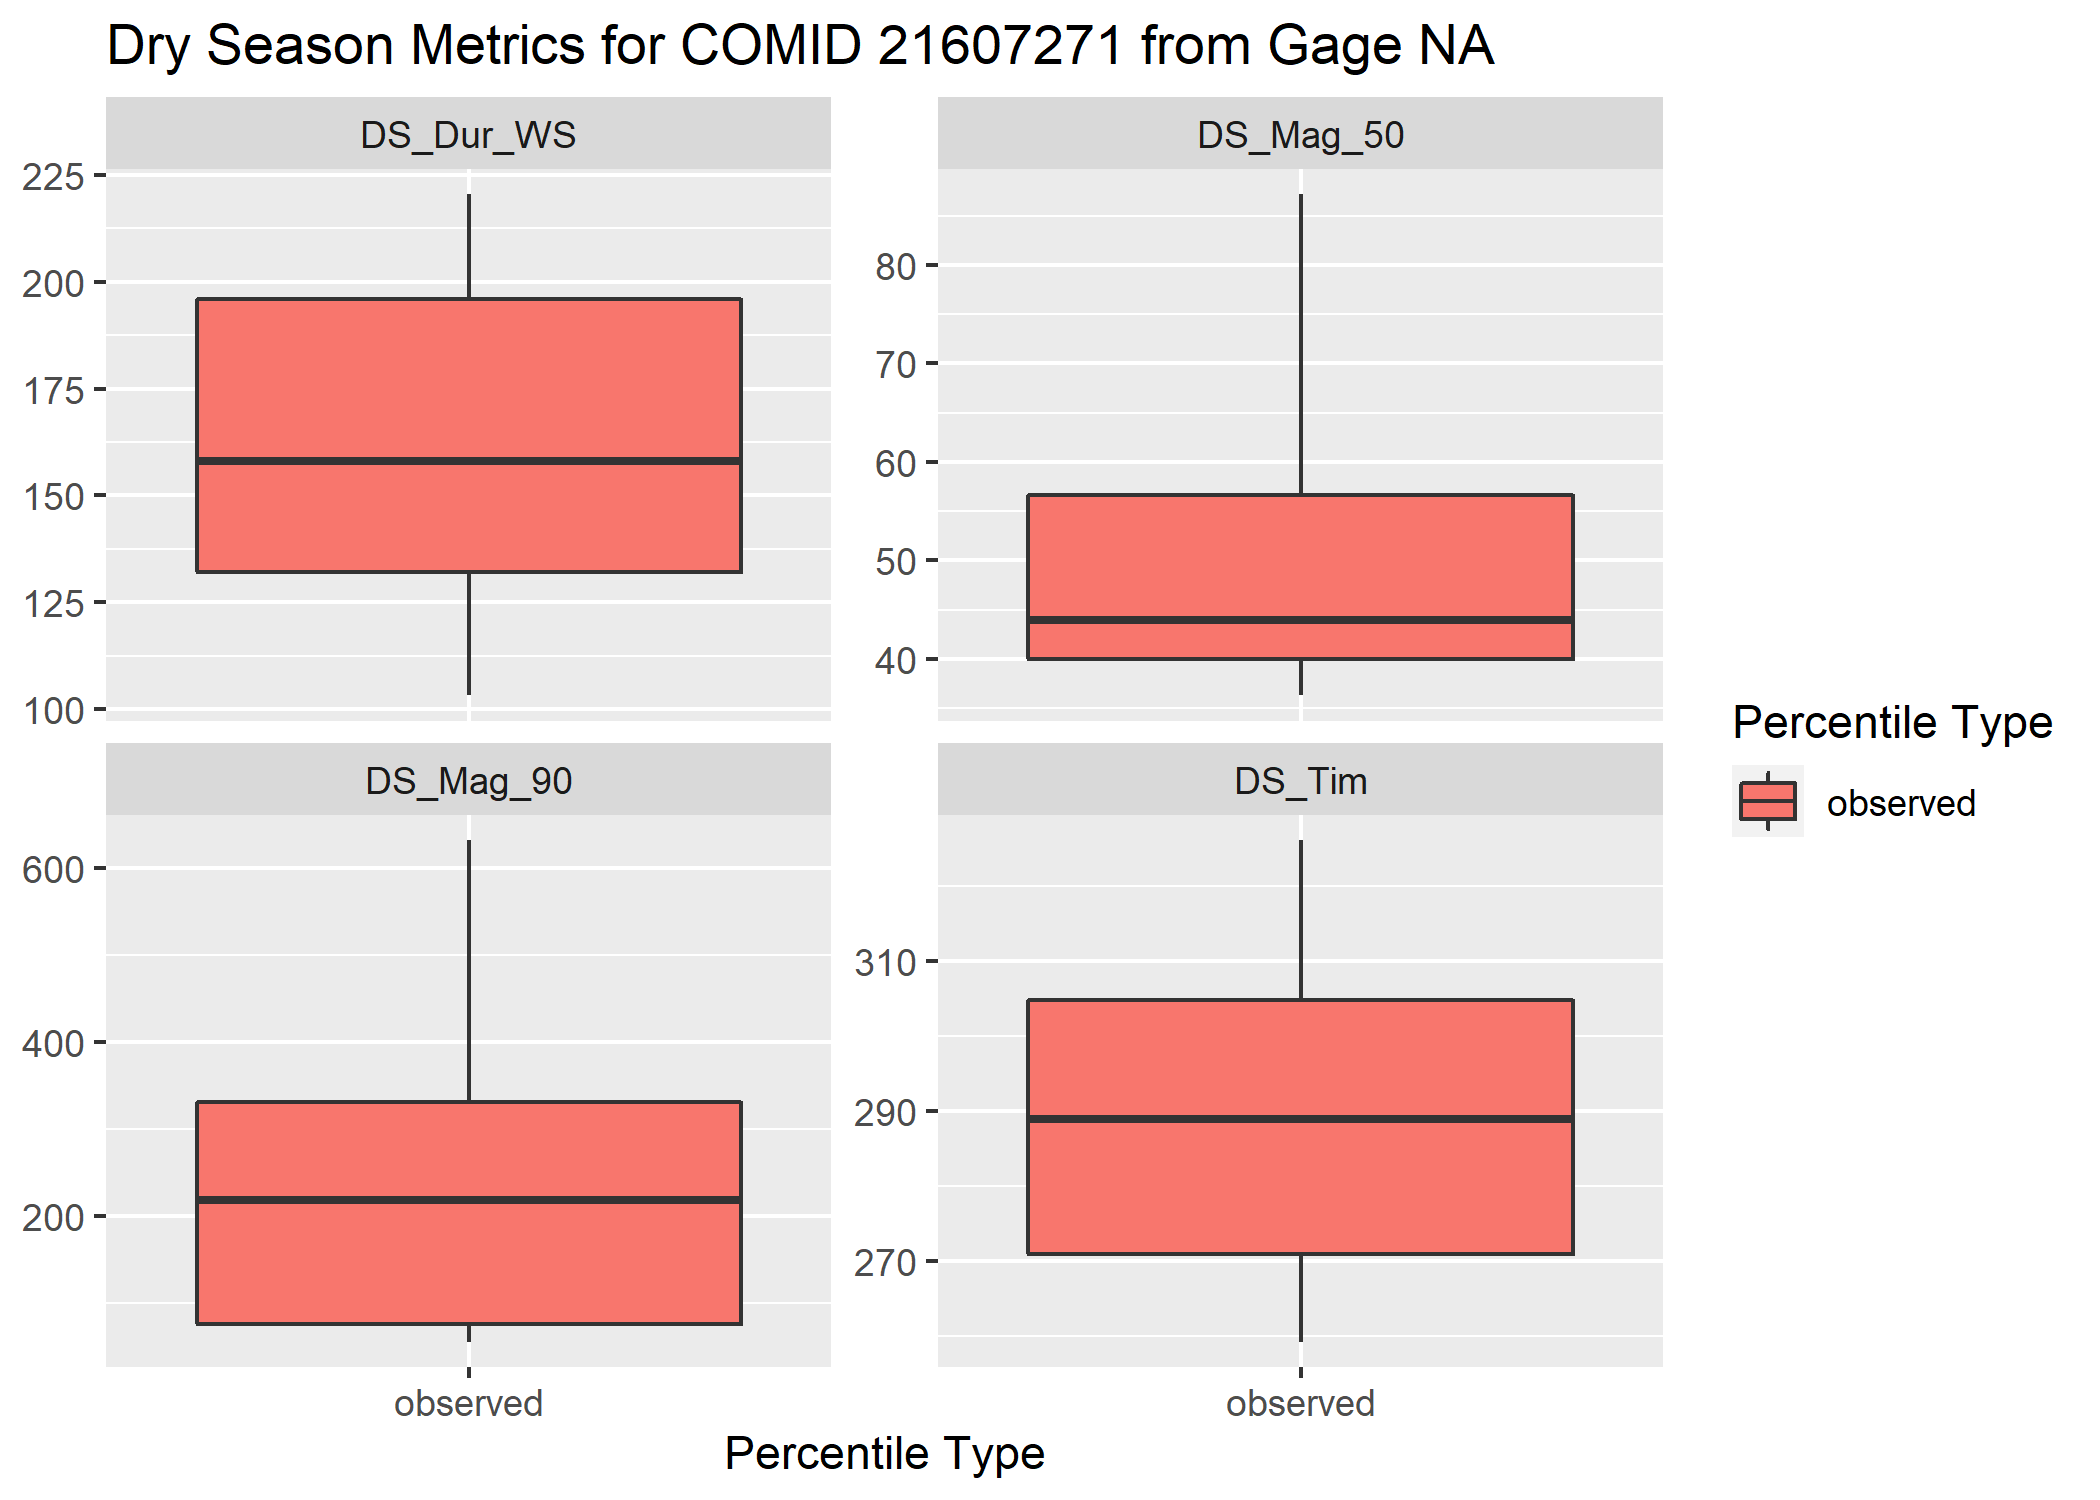 Dry Season Metrics for COMID 21607271 from Gage NA
DS_Dur_WS
DS_Mag_50
225
200
175
150
125
100
80
70
60
50
40
DS_Mag_90
DS_Tim
600
400
200
310
290
270
observed
observed
Percentile Type
Percentile Type
observed